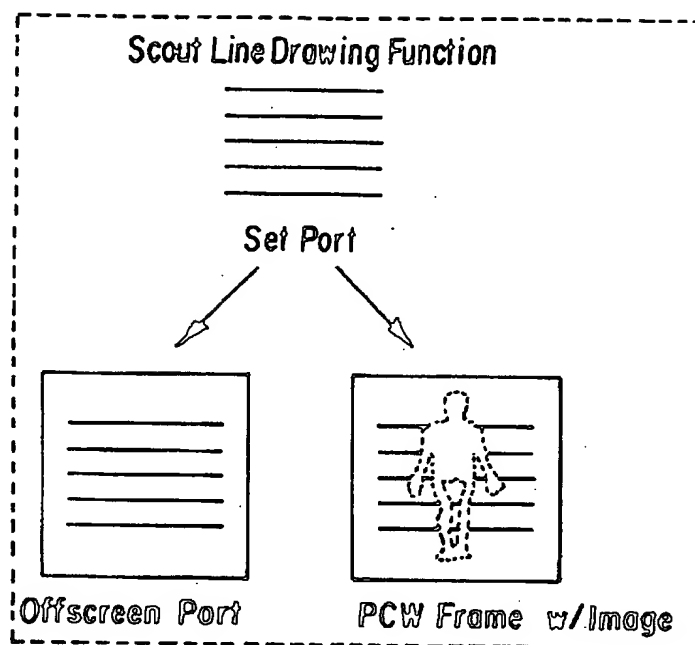 Scout Line Drawing Function
Set Port
Offscreen Port
PCW Frame w/Image